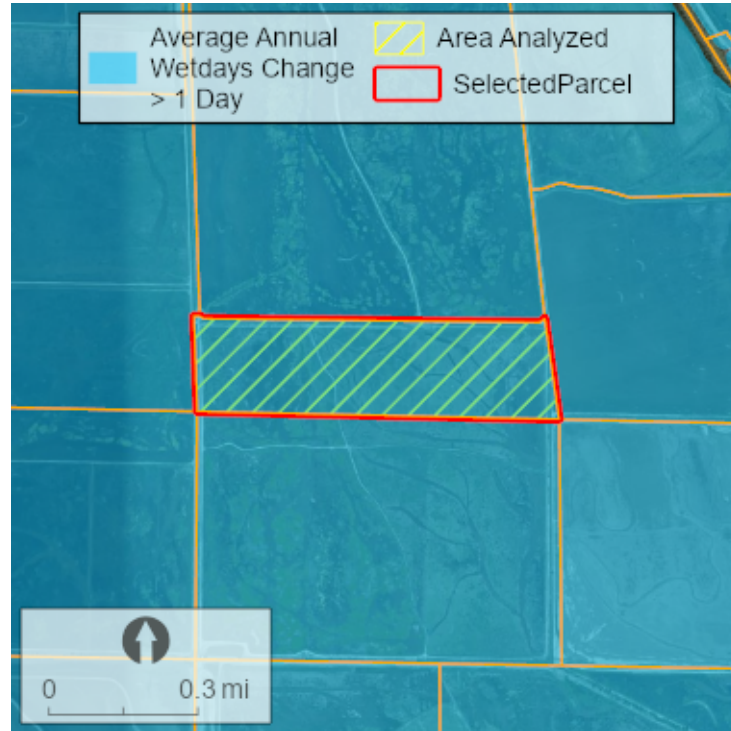 Average Annual
Wetdays Change
> 1 Day
Area Analyzed
SelectedParcel
0 0.3 mi